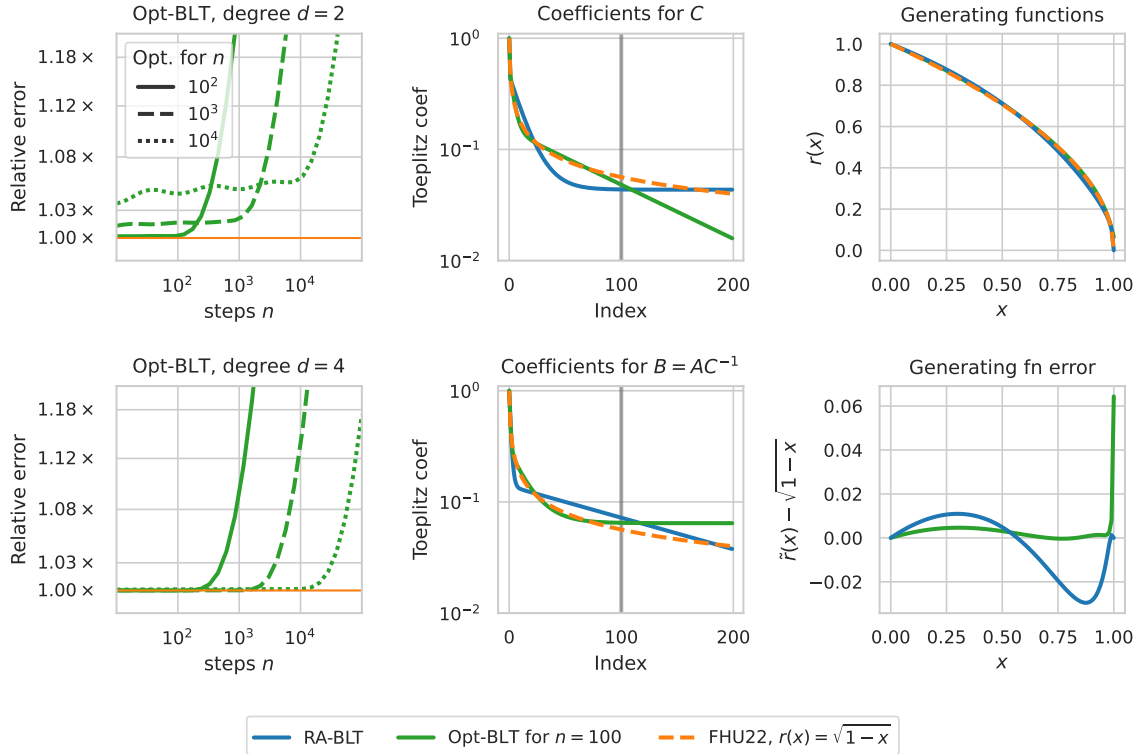 Opt-BLT, degree d = 2
1.18 ×
1.12 ×
1.08 ×
1.03 ×
1.00 ×
Relative error
Opt. for n
10²
10³
10⁴
10² 10³ 10⁴
steps n
Coefficients for C
10⁰
10⁻¹
10⁻²
Toeplitz coef
0 100 200
Index
Generating functions
1.0
0.8
0.6
0.4
0.2
0.0
r(x)
0.00 0.25 0.50 0.75 1.00
x
Opt-BLT, degree d = 4
1.18 ×
1.12 ×
1.08 ×
1.03 ×
1.00 ×
Relative error
10² 10³ 10⁴
steps n
Coefficients for B = AC⁻¹
10⁰
10⁻¹
10⁻²
Toeplitz coef
0 100 200
Index
Generating fn error
0.06
0.04
0.02
0.00
−0.02
r̃(x) − √1 − x
0.00 0.25 0.50 0.75 1.00
x
RA-BLT
Opt-BLT for n = 100
FHU22, r(x) = √1 − x